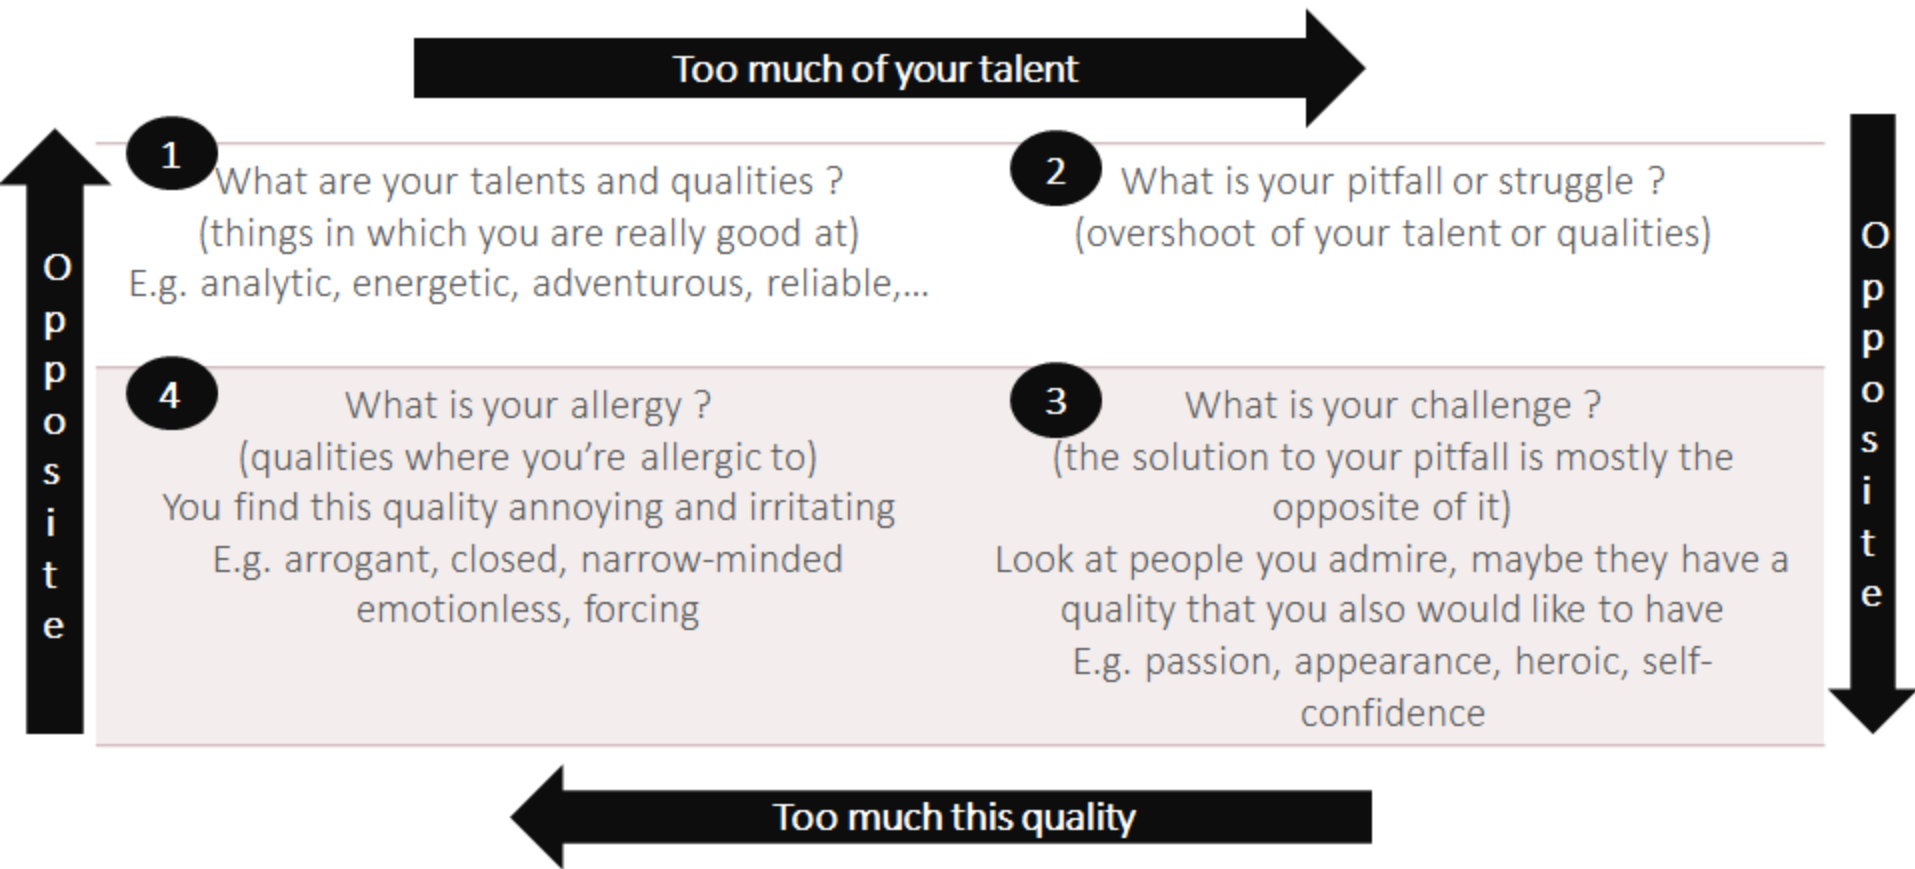 Too much of your talent
1
What are your talents and qualities ?
(things in which you are really good at)
E.g. analytic, energetic, adventurous, reliable,...
2
What is your pitfall or struggle ?
(overshoot of your talent or qualities)
Opposite
Opposite
4
What is your allergy ?
(qualities where you’re allergic to)
You find this quality annoying and irritating
E.g. arrogant, closed, narrow-minded
emotionless, forcing
3
What is your challenge ?
(the solution to your pitfall is mostly the
opposite of it)
Look at people you admire, maybe they have a
quality that you also would like to have
E.g. passion, appearance, heroic, self-
confidence
Too much this quality